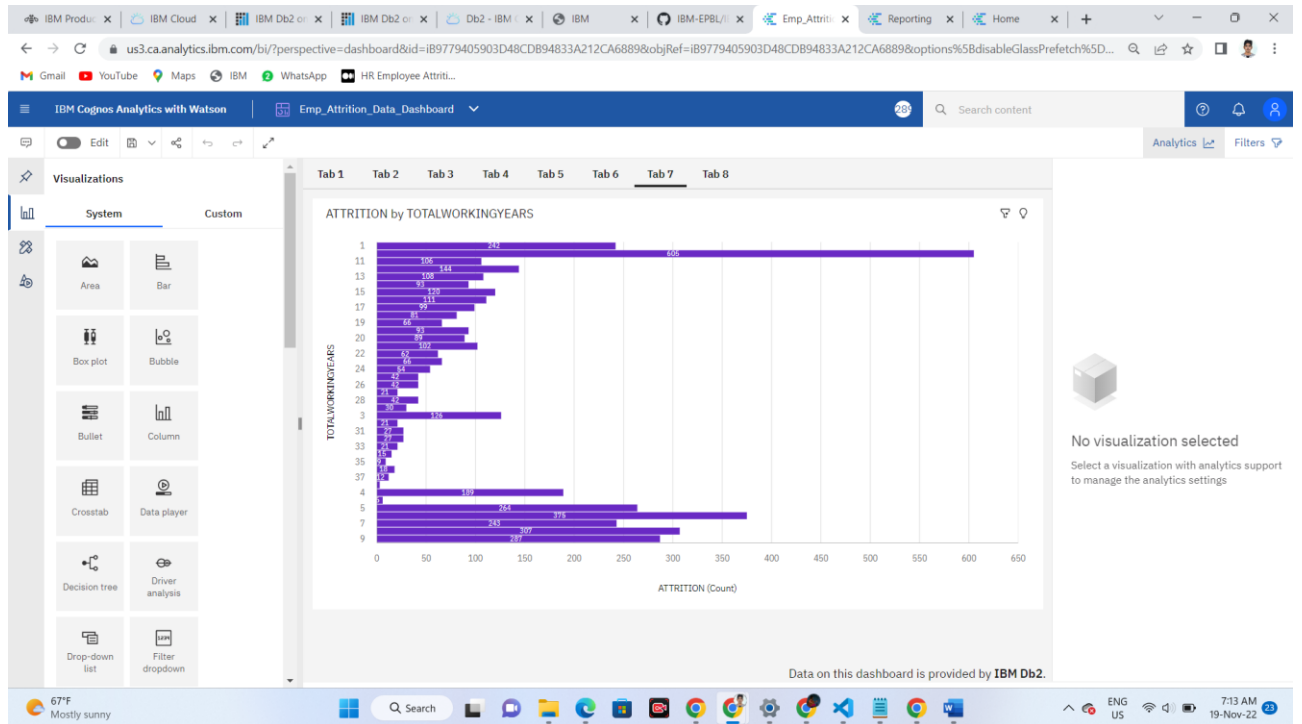 IBM Produc
IBM Cloud
IBM Db2 or
IBM Db2 or
Db2 - IBM
IBM
IBM-EPBL/I
Emp_Attriti
Reporting
Home
us3.ca.analytics.ibm.com/bi/?perspective=dashboard&id=iB9779405903D48CDB94833A212CA6889&objRef=iB9779405903D48CDB94833A212CA6889&options%5BdisableGlassPrefetch%5D...
Gmail YouTube Maps IBM WhatsApp HR Employee Attriti...
IBM Cognos Analytics with Watson Emp_Attrition_Data_Dashboard Search content
Edit Analytics Filters
Visualizations
System Custom
Area Bar
Box plot Bubble
Bullet Column
Crosstab Data player
Decision tree Driver analysis
Drop-down list Filter dropdown
Tab 1 Tab 2 Tab 3 Tab 4 Tab 5 Tab 6 Tab 7 Tab 8
ATTRITION by TOTALWORKINGYEARS
TOTALWORKINGYEARS
1 242
605
11 106
144
13 108
93
15 120
111
17 99
81
19 66
93
20 89
102
22 62
66
24 54
42
26 42
21
28 42
30
3 126
21
31 27
27
33 21
15
35 9
18
37 12
4 189
5 264
375
7 243
307
9 287
0 50 100 150 200 250 300 350 400 450 500 550 600 650
ATTRITION (Count)
Data on this dashboard is provided by IBM Db2.
No visualization selected
Select a visualization with analytics support
to manage the analytics settings
67°F
Mostly sunny
Search
ENG
US
7:13 AM
19-Nov-22
23